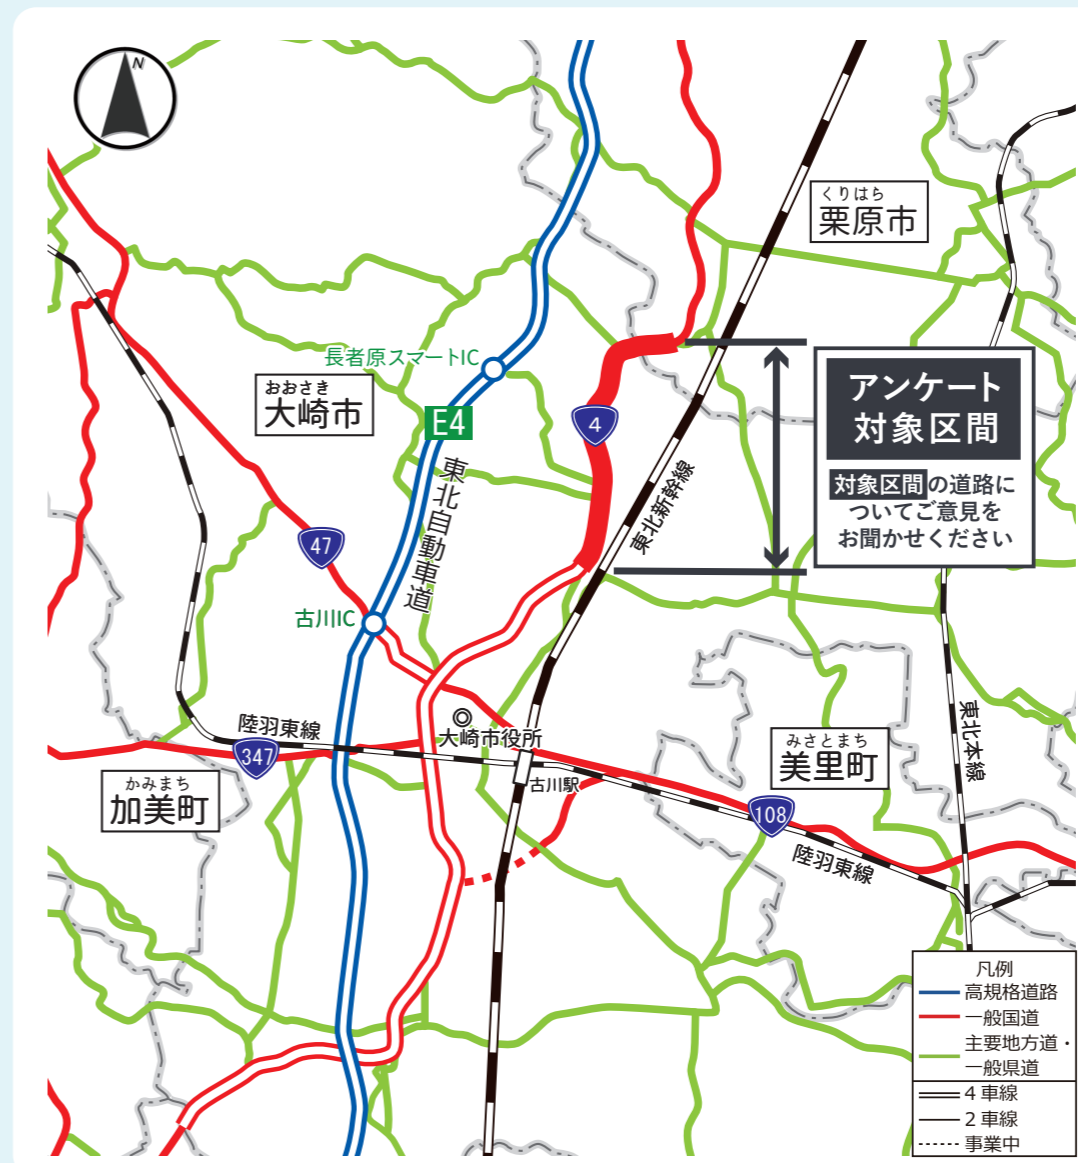 N
くりはら
栗原市
長者原スマートIC
おおさき
大崎市
E4
4
アンケート
対象区間
対象区間の道路に
ついてご意見を
お聞かせください
東北自動車道
東北新幹線
47
古川IC
陸羽東線
大崎市役所
347
古川駅
かみまち
加美町
みさとまち
美里町
東北本線
108
陸羽東線
凡例
高規格道路
一般国道
主要地方道・
一般県道
4車線
2車線
事業中